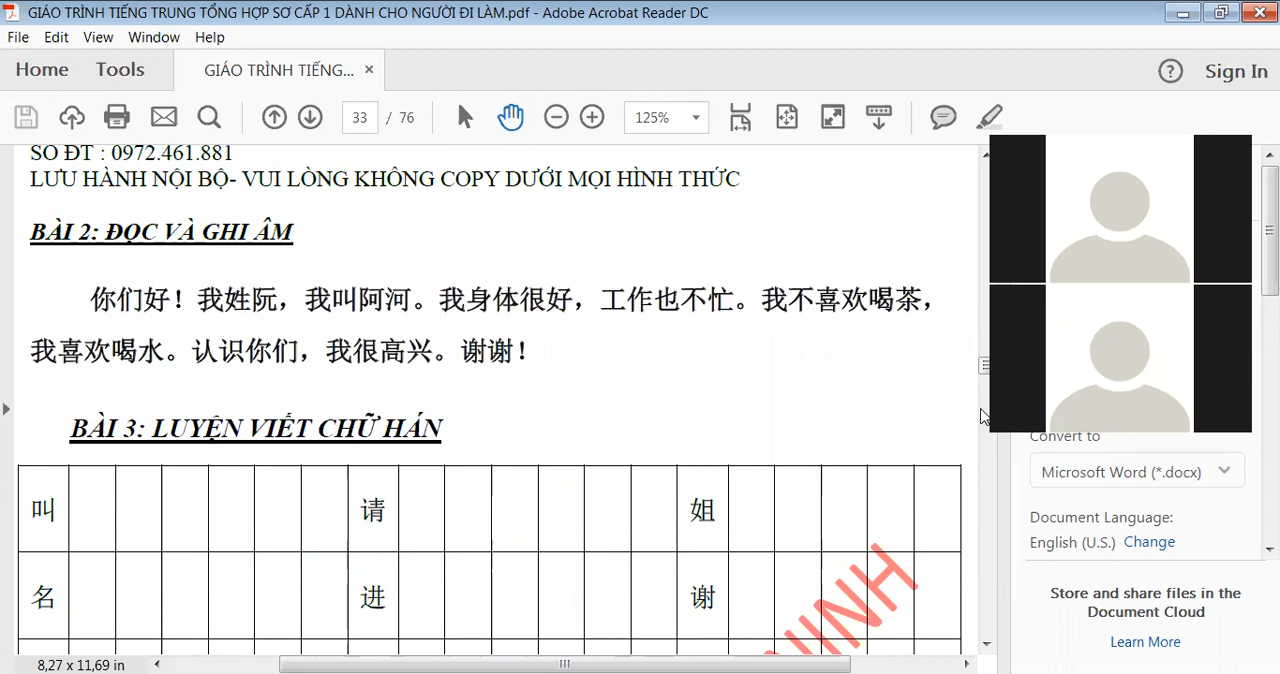 GIÁO TRÌNH TIẾNG TRUNG TỔNG HỢP SƠ CẤP 1 DÀNH CHO NGƯỜI ĐI LÀM.pdf - Adobe Acrobat Reader DC
File Edit View Window Help
Home Tools GIÁO TRÌNH TIẾNG... × Sign In
33 / 76 125%
SO ĐT : 0972.461.881
LƯU HÀNH NỘI BỘ- VUI LÒNG KHÔNG COPY DƯỚI MỌI HÌNH THỨC
BÀI 2: ĐỌC VÀ GHI ÂM
你们好！我姓阮，我叫阿河。我身体很好，工作也不忙。我不喜欢喝茶，
我喜欢喝水。认识你们，我很高兴。谢谢！
BÀI 3: LUYỆN VIẾT CHỮ HÁN
叫 请 姐
名 进 谢
NINH
8,27 x 11,69 in
Convert to
Microsoft Word (*.docx)
Document Language:
English (U.S.) Change
Store and share files in the
Document Cloud
Learn More